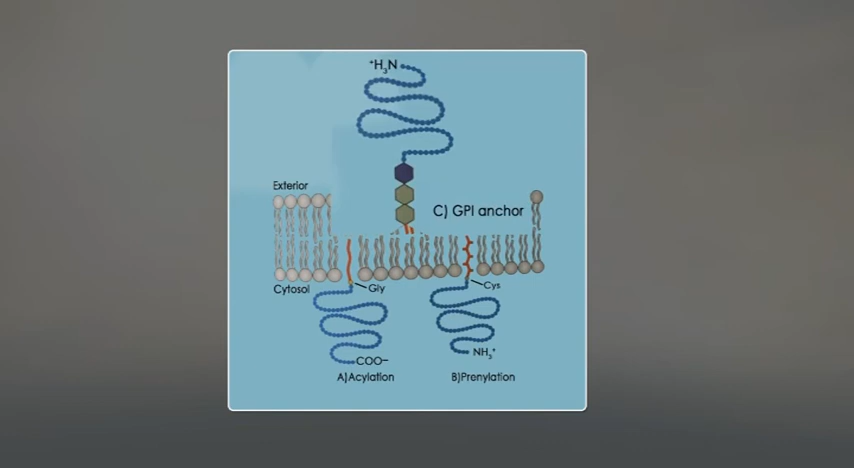 ⁺H₃N
Exterior
C) GPI anchor
Cytosol
Gly
Cys
COO–
NH₃⁺
A)Acylation
B)Prenylation